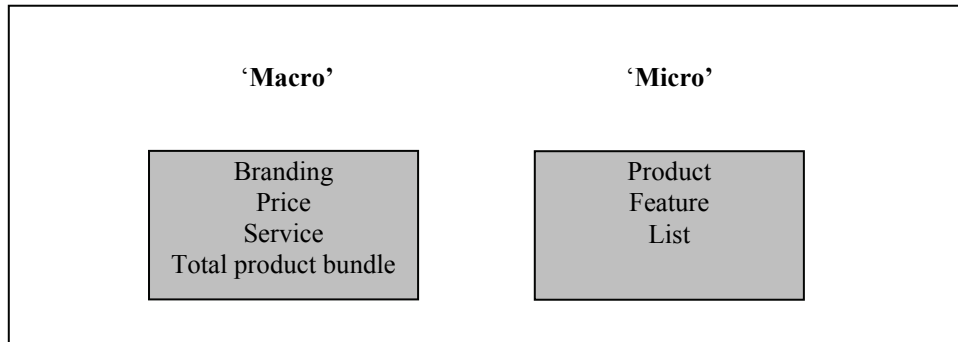 ‘Macro’
‘Micro’
Branding
Price
Service
Total product bundle
Product
Feature
List